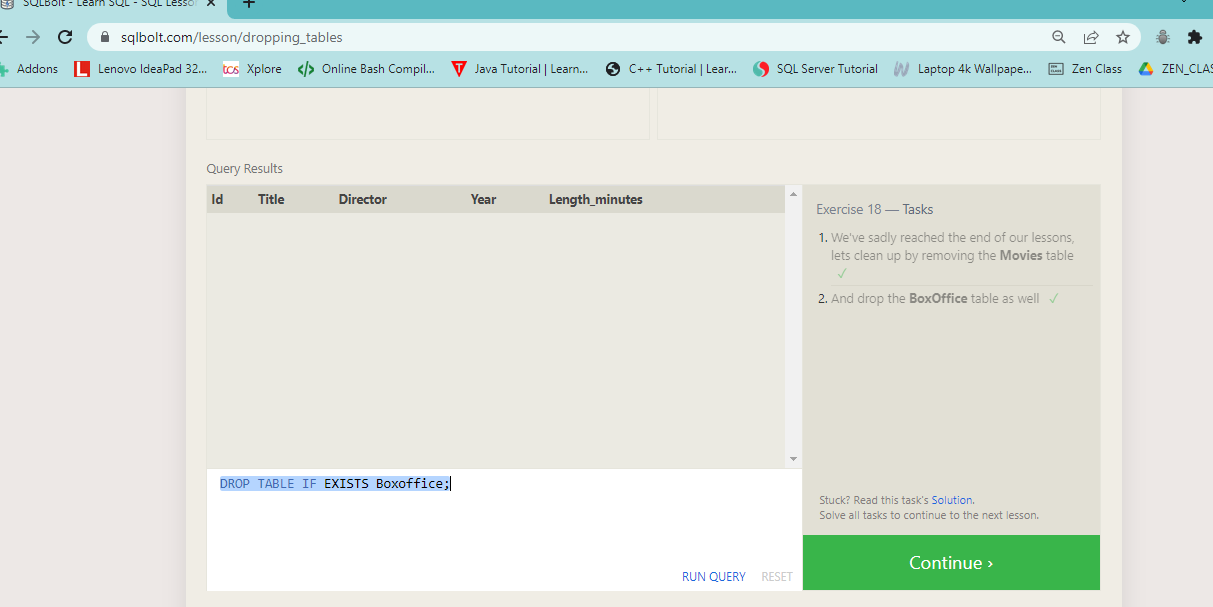 SQLBolt - Learn SQL - SQL Lesson
sqlbolt.com/lesson/dropping_tables
Addons
Lenovo IdeaPad 32...
tcs Xplore
Online Bash Compil...
Java Tutorial | Learn...
C++ Tutorial | Lear...
SQL Server Tutorial
Laptop 4k Wallpape...
Zen Class
ZEN_CLAS
Query Results
Id Title Director Year Length_minutes
Exercise 18 — Tasks
1. We've sadly reached the end of our lessons,
lets clean up by removing the Movies table
✓
2. And drop the BoxOffice table as well ✓
DROP TABLE IF EXISTS Boxoffice;
Stuck? Read this task's Solution.
Solve all tasks to continue to the next lesson.
RUN QUERY RESET
Continue ›